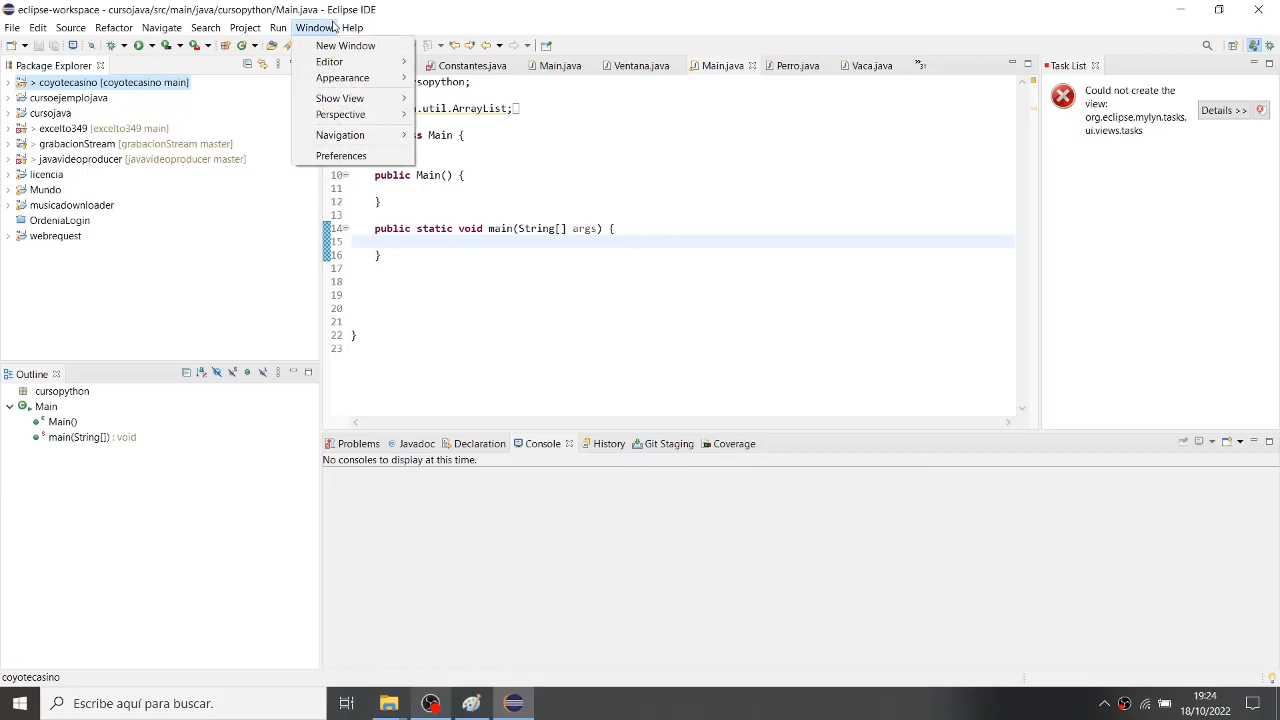 eclipse-workspace - cursojava/src/main/java/cursopython/Main.java - Eclipse IDE
File Edit Source Refactor Navigate Search Project Run Window Help
New Window
Editor
Appearance
Show View
Perspective
Navigation
Preferences
Package Explorer
> coyotecasino [coyotecasino main]
cursoejemplojava
cursojava
> excelto349 [excelto349 main]
> grabacionStream [grabacionStream master]
> javavideoproducer [javavideoproducer master]
licencia
Mundo
musicadownloader
OrdeniaLogin
webrequest
Outline
cursopython
Main
Main()
main(String[]) : void
Constantes.java Main.java Ventana.java Main.java Perro.java Vaca.java »31
sopython;
.util.ArrayList;
ss Main {
10 public Main() {
11
12 }
13
14 public static void main(String[] args) {
15
16 }
17
18
19
20
21
22 }
23
Task List
Could not create the
view:
org.eclipse.mylyn.tasks.
ui.views.tasks
Details >>
Problems Javadoc Declaration Console History Git Staging Coverage
No consoles to display at this time.
coyotecasino
Escribe aquí para buscar.
19:24
18/10/2022